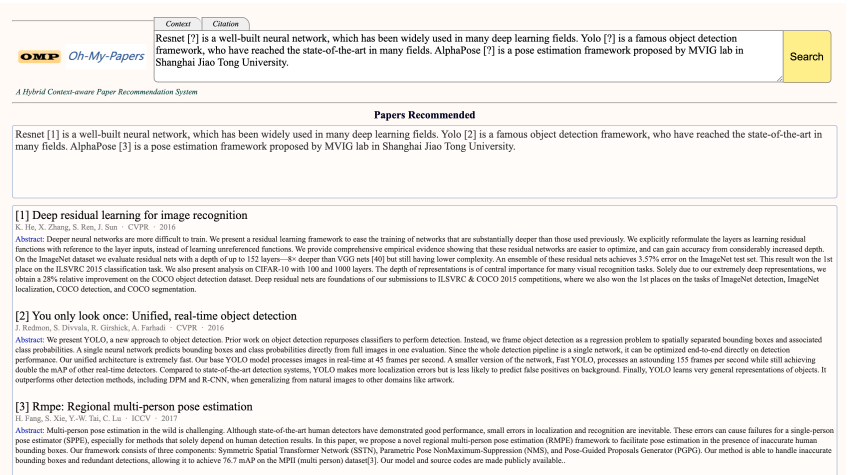 Context Citation
Resnet [?] is a well-built neural network, which has been widely used in many deep learning fields. Yolo [?] is a famous object detection
framework, who have reached the state-of-the-art in many fields. AlphaPose [?] is a pose estimation framework proposed by MVIG lab in
Shanghai Jiao Tong University.
OMP Oh-My-Papers
Search
A Hybrid Context-aware Paper Recommendation System
Papers Recommended
Resnet [1] is a well-built neural network, which has been widely used in many deep learning fields. Yolo [2] is a famous object detection framework, who have reached the state-of-the-art in
many fields. AlphaPose [3] is a pose estimation framework proposed by MVIG lab in Shanghai Jiao Tong University.
[1] Deep residual learning for image recognition
K. He, X. Zhang, S. Ren, J. Sun · CVPR · 2016
Abstract: Deeper neural networks are more difficult to train. We present a residual learning framework to ease the training of networks that are substantially deeper than those used previously. We explicitly reformulate the layers as learning residual
functions with reference to the layer inputs, instead of learning unreferenced functions. We provide comprehensive empirical evidence showing that these residual networks are easier to optimize, and can gain accuracy from considerably increased depth.
On the ImageNet dataset we evaluate residual nets with a depth of up to 152 layers—8× deeper than VGG nets [40] but still having lower complexity. An ensemble of these residual nets achieves 3.57% error on the ImageNet test set. This result won the 1st
place on the ILSVRC 2015 classification task. We also present analysis on CIFAR-10 with 100 and 1000 layers. The depth of representations is of central importance for many visual recognition tasks. Solely due to our extremely deep representations, we
obtain a 28% relative improvement on the COCO object detection dataset. Deep residual nets are foundations of our submissions to ILSVRC & COCO 2015 competitions, where we also won the 1st places on the tasks of ImageNet detection, ImageNet
localization, COCO detection, and COCO segmentation.
[2] You only look once: Unified, real-time object detection
J. Redmon, S. Divvala, R. Girshick, A. Farhadi · CVPR · 2016
Abstract: We present YOLO, a new approach to object detection. Prior work on object detection repurposes classifiers to perform detection. Instead, we frame object detection as a regression problem to spatially separated bounding boxes and associated
class probabilities. A single neural network predicts bounding boxes and class probabilities directly from full images in one evaluation. Since the whole detection pipeline is a single network, it can be optimized end-to-end directly on detection
performance. Our unified architecture is extremely fast. Our base YOLO model processes images in real-time at 45 frames per second. A smaller version of the network, Fast YOLO, processes an astounding 155 frames per second while still achieving
double the mAP of other real-time detectors. Compared to state-of-the-art detection systems, YOLO makes more localization errors but is less likely to predict false positives on background. Finally, YOLO learns very general representations of objects. It
outperforms other detection methods, including DPM and R-CNN, when generalizing from natural images to other domains like artwork.
[3] Rmpe: Regional multi-person pose estimation
H. Fang, S. Xie, Y.-W. Tai, C. Lu · ICCV · 2017
Abstract: Multi-person pose estimation in the wild is challenging. Although state-of-the-art human detectors have demonstrated good performance, small errors in localization and recognition are inevitable. These errors can cause failures for a single-person
pose estimator (SPPE), especially for methods that solely depend on human detection results. In this paper, we propose a novel regional multi-person pose estimation (RMPE) framework to facilitate pose estimation in the presence of inaccurate human
bounding boxes. Our framework consists of three components: Symmetric Spatial Transformer Network (SSTN), Parametric Pose NonMaximum-Suppression (NMS), and Pose-Guided Proposals Generator (PGPG). Our method is able to handle inaccurate
bounding boxes and redundant detections, allowing it to achieve 76.7 mAP on the MPII (multi person) dataset[3]. Our model and source codes are made publicly available..